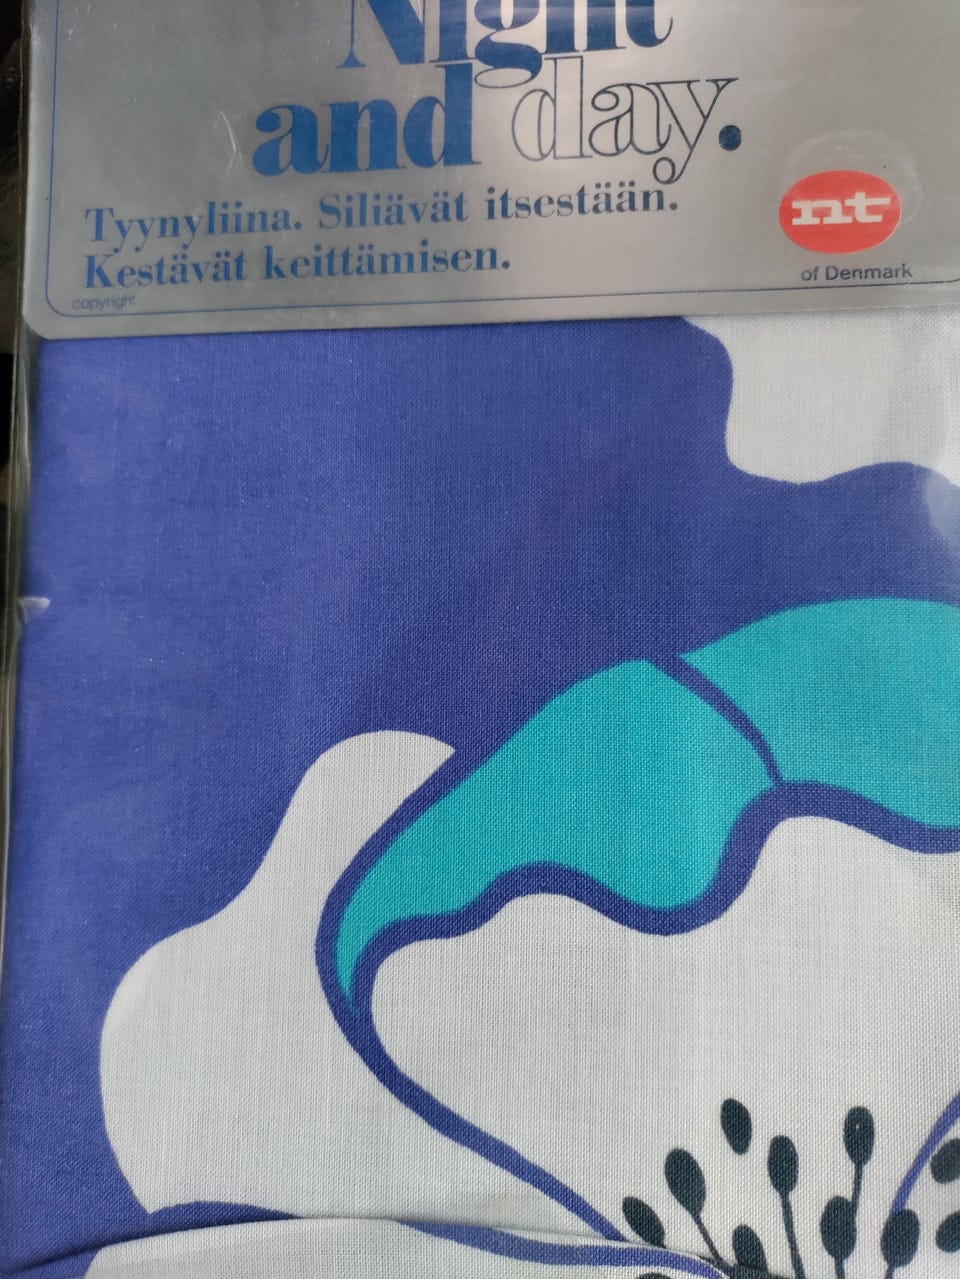 Night
and day.
Tyynyliina. Siliävät itsestään.
Kestävät keittämisen.
nt
of Denmark
copyright